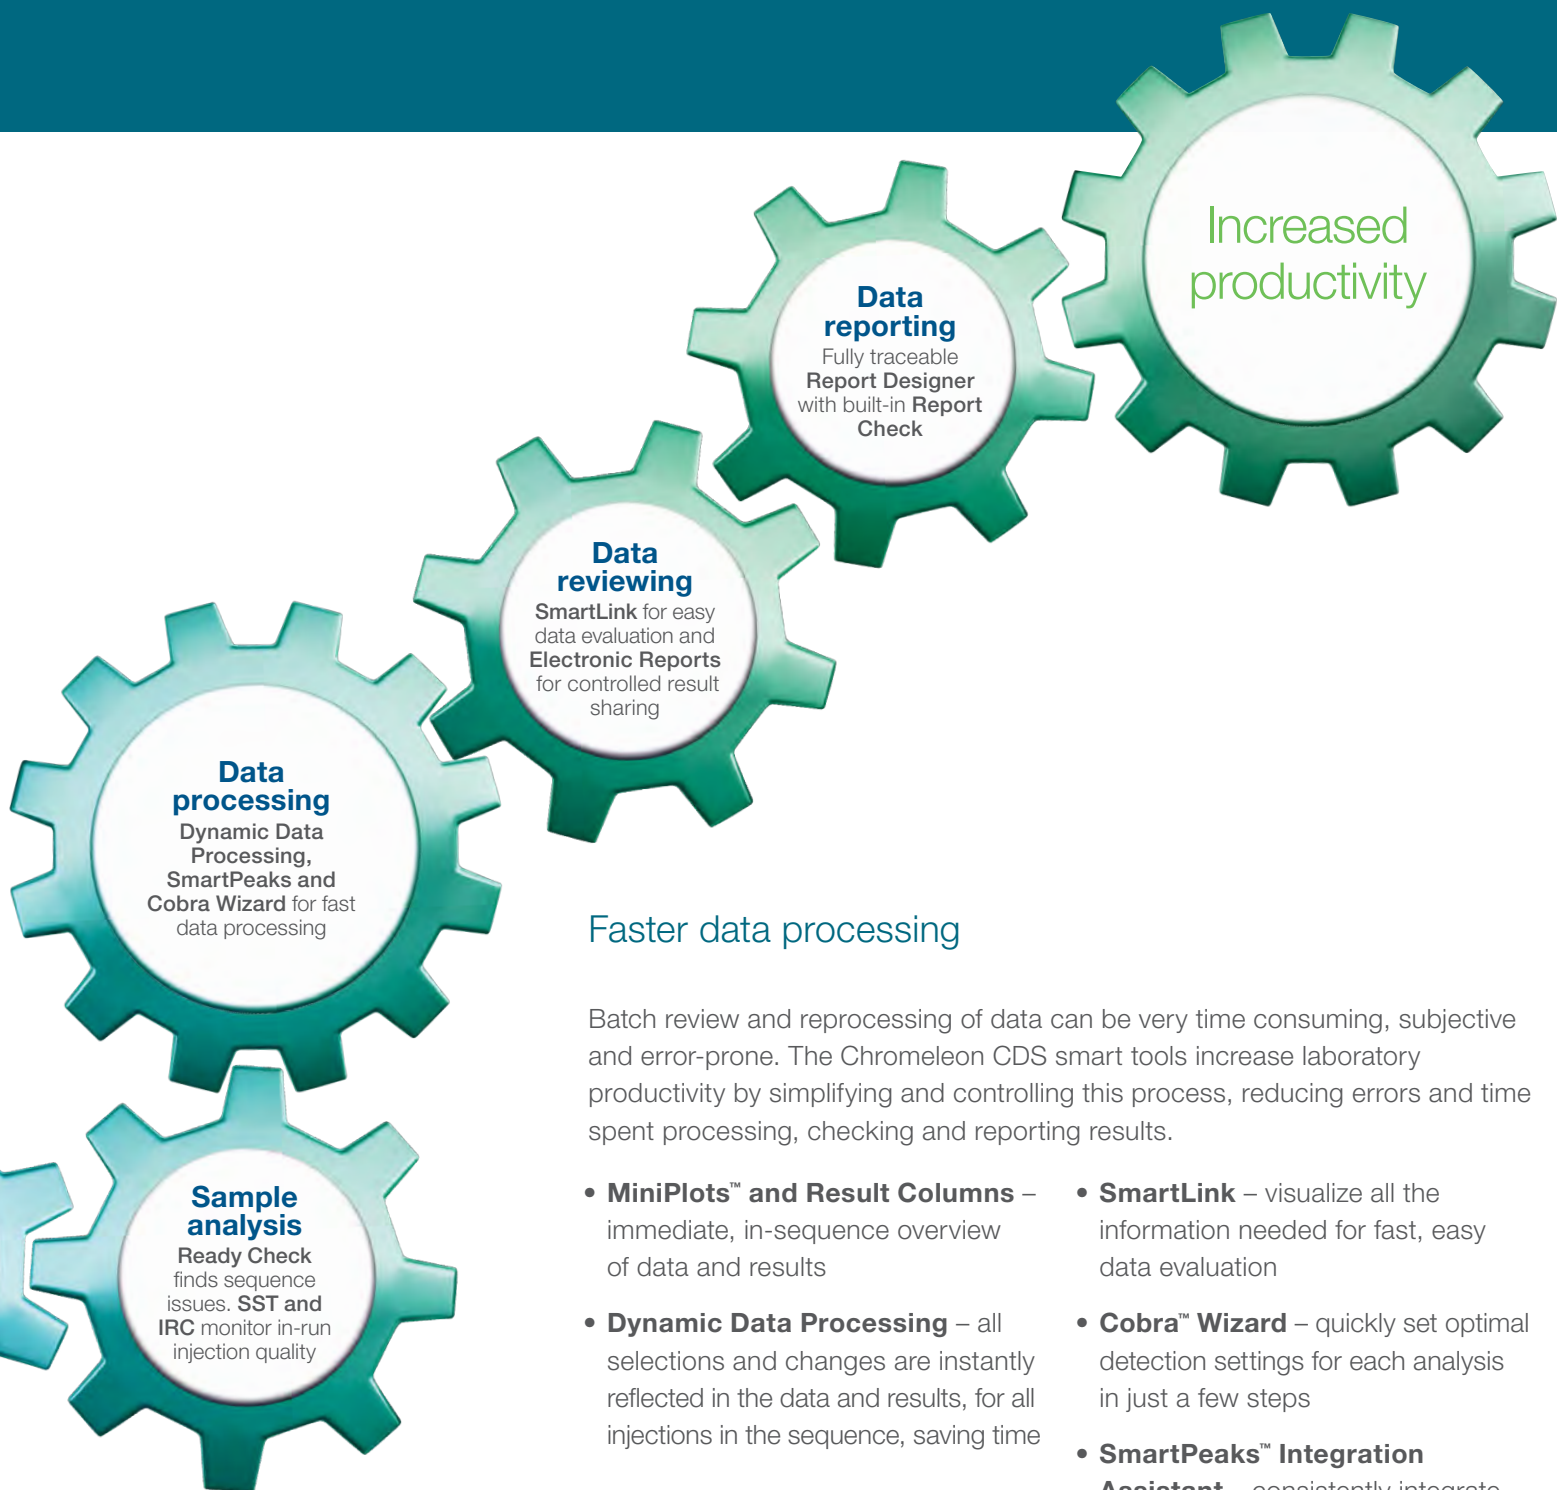 Increased
productivity
Data
reporting
Fully traceable
Report Designer
with built-in Report
Check
Data
reviewing
SmartLink for easy
data evaluation and
Electronic Reports
for controlled result
sharing
Data
processing
Dynamic Data
Processing,
SmartPeaks and
Cobra Wizard for fast
data processing
Sample
analysis
Ready Check
finds sequence
issues. SST and
IRC monitor in-run
injection quality
Faster data processing
Batch review and reprocessing of data can be very time consuming, subjective
and error-prone. The Chromeleon CDS smart tools increase laboratory
productivity by simplifying and controlling this process, reducing errors and time
spent processing, checking and reporting results.
• MiniPlots™ and Result Columns –
immediate, in-sequence overview
of data and results
• Dynamic Data Processing – all
selections and changes are instantly
reflected in the data and results, for all
injections in the sequence, saving time
• SmartLink – visualize all the
information needed for fast, easy
data evaluation
• Cobra™ Wizard – quickly set optimal
detection settings for each analysis
in just a few steps
• SmartPeaks™ Integration
Assistant – consistently integrate